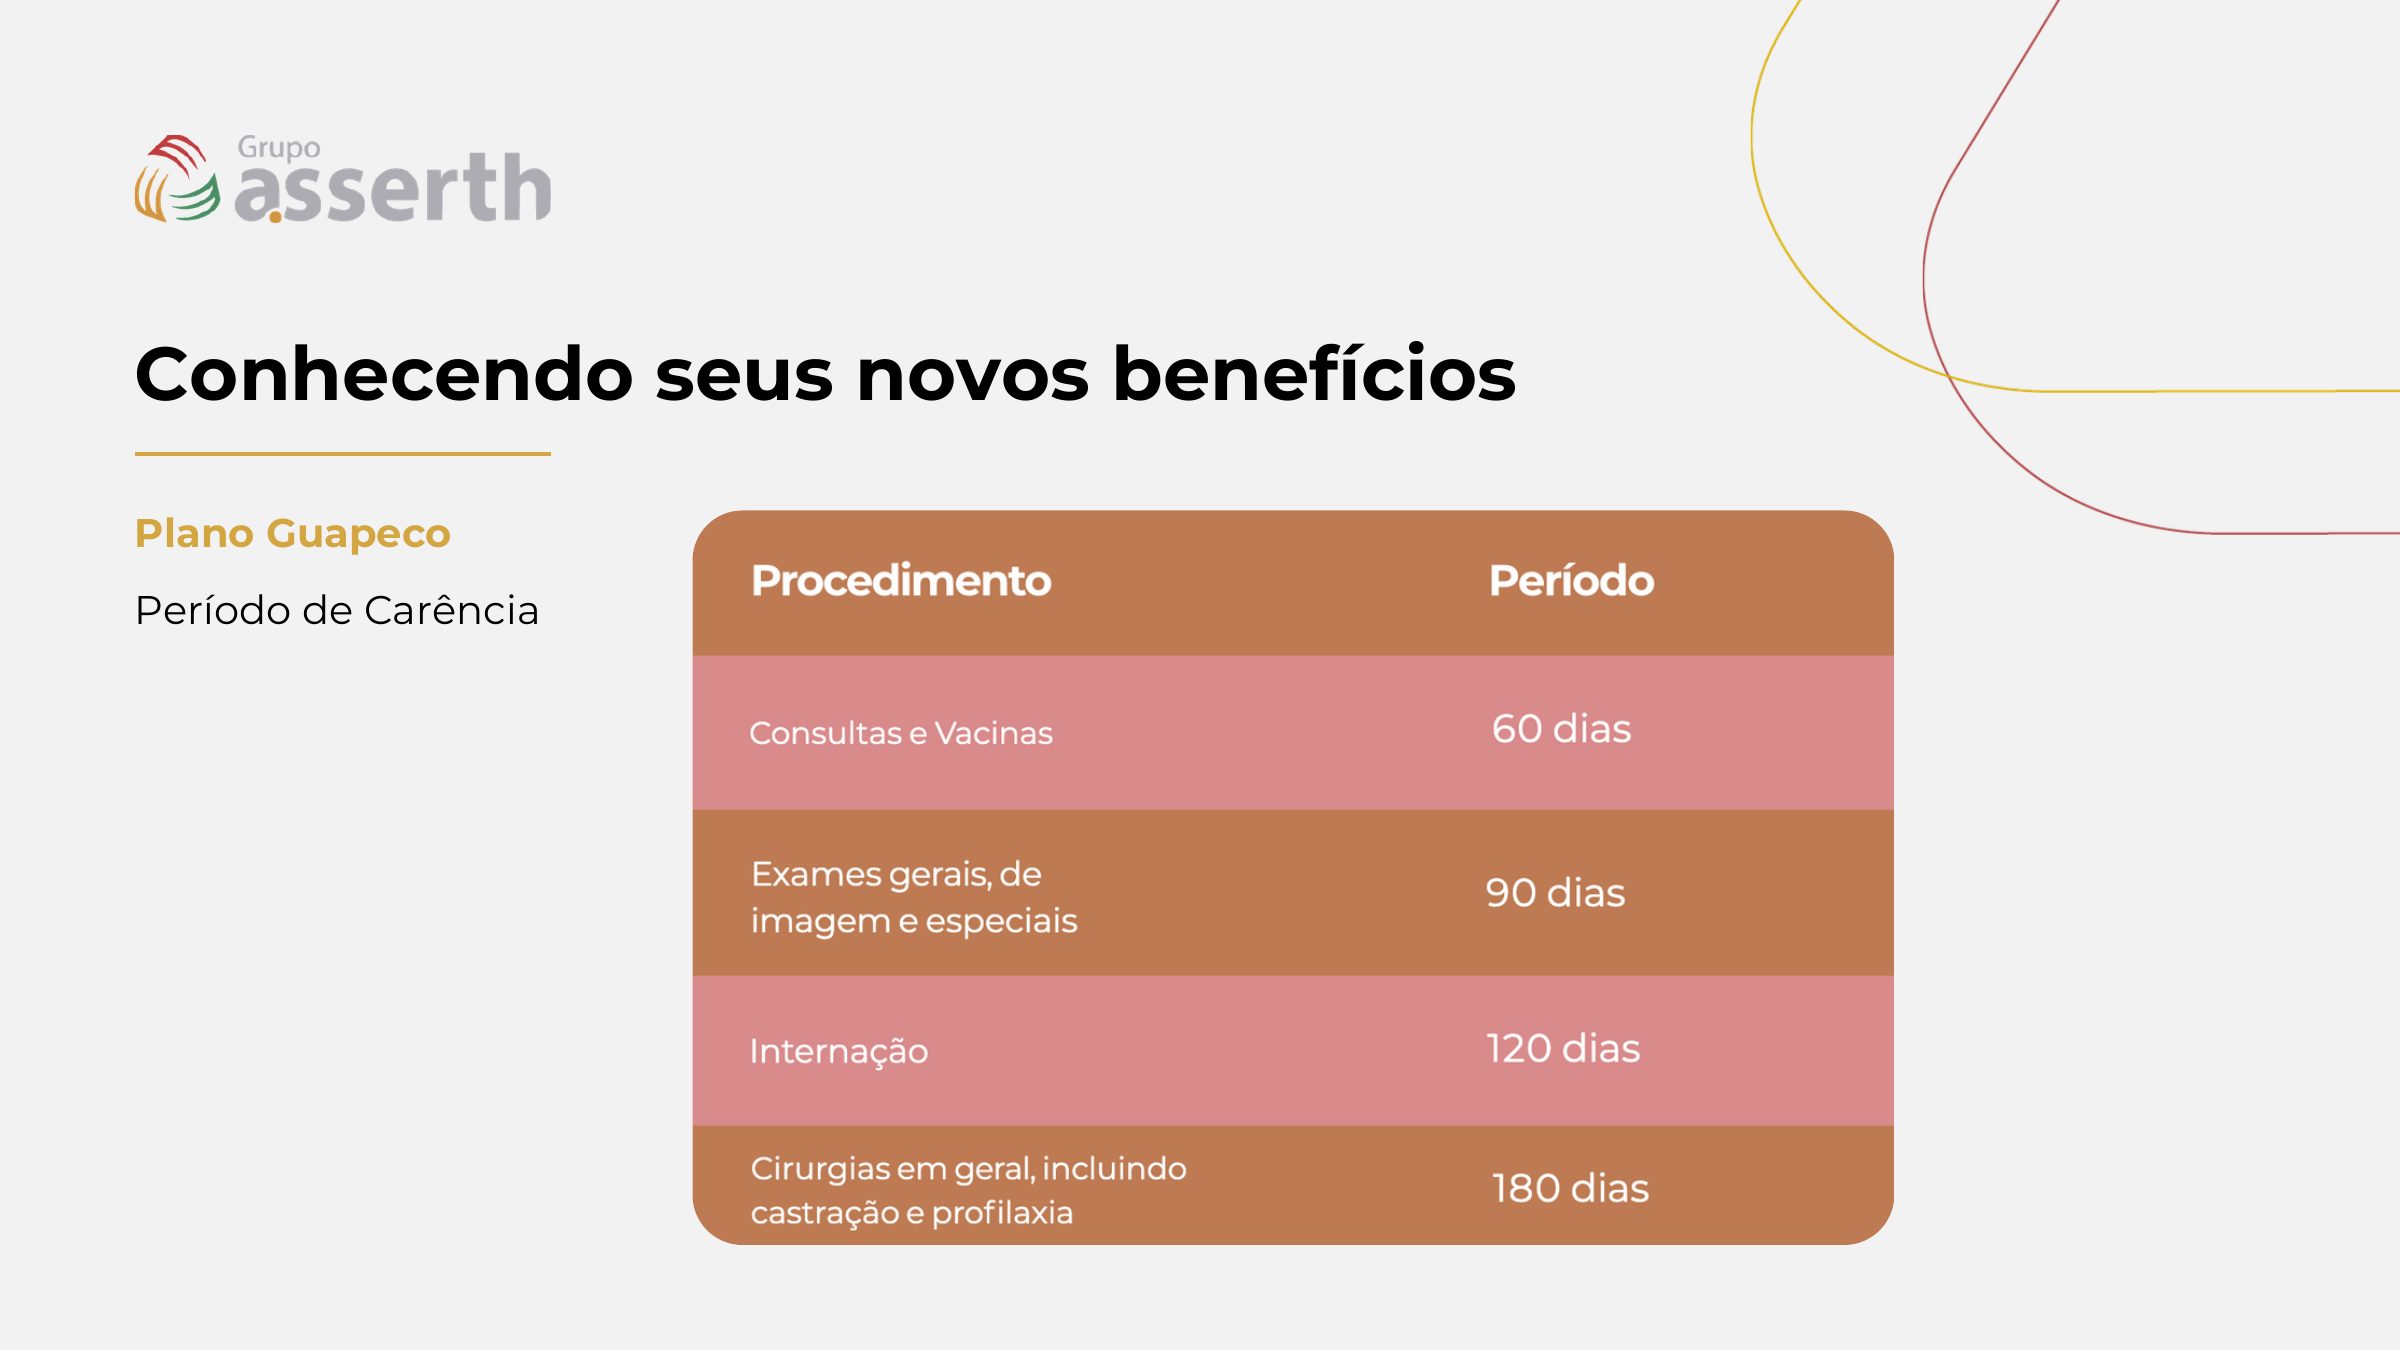 Grupo
asserth
Conhecendo seus novos benefícios
Plano Guapeco
Período de Carência
Procedimento Período
Consultas e Vacinas 60 dias
Exames gerais, de
imagem e especiais 90 dias
Internação 120 dias
Cirurgias em geral, incluindo
castração e profilaxia 180 dias